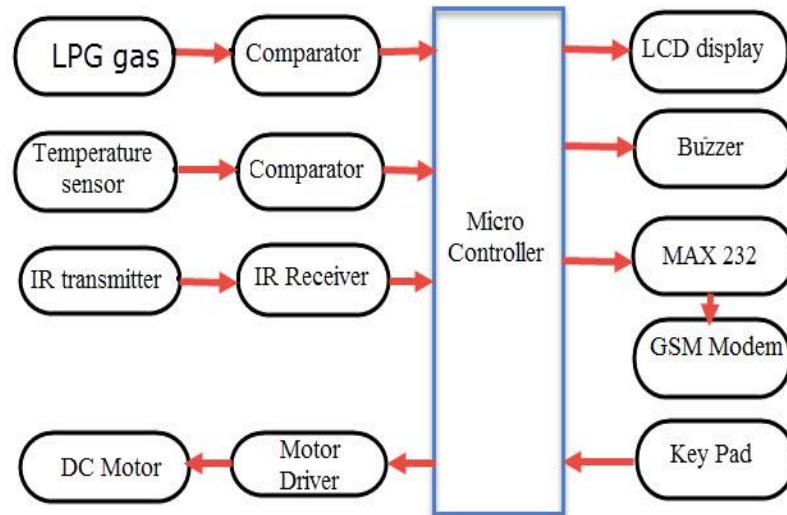 LPG gas
Comparator
LCD display
Temperature
sensor
Comparator
Buzzer
Micro
Controller
IR transmitter
IR Receiver
MAX 232
GSM Modem
DC Motor
Motor
Driver
Key Pad